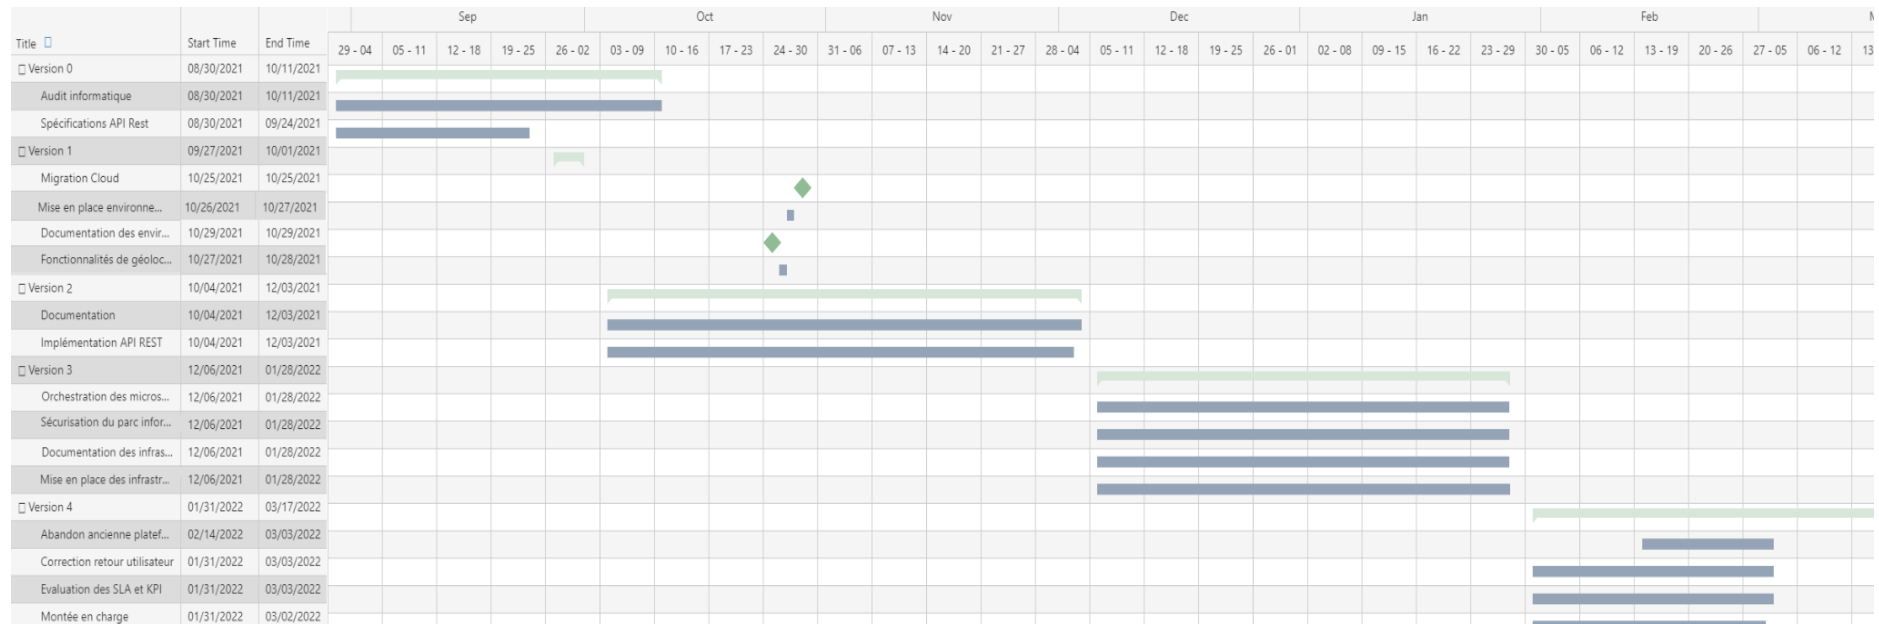 Sep Oct Nov Dec Jan Feb
Title Start Time End Time 29 - 04 05 - 11 12 - 18 19 - 25 26 - 02 03 - 09 10 - 16 17 - 23 24 - 30 31 - 06 07 - 13 14 - 20 21 - 27 28 - 04 05 - 11 12 - 18 19 - 25 26 - 01 02 - 08 09 - 15 16 - 22 23 - 29 30 - 05 06 - 12 13 - 19 20 - 26 27 - 05 06 - 12 13
Version 0 08/30/2021 10/11/2021
Audit informatique 08/30/2021 10/11/2021
Spécifications API Rest 08/30/2021 09/24/2021
Version 1 09/27/2021 10/01/2021
Migration Cloud 10/25/2021 10/25/2021
Mise en place environne... 10/26/2021 10/27/2021
Documentation des envir... 10/29/2021 10/29/2021
Fonctionnalités de géoloc... 10/27/2021 10/28/2021
Version 2 10/04/2021 12/03/2021
Documentation 10/04/2021 12/03/2021
Implémentation API REST 10/04/2021 12/03/2021
Version 3 12/06/2021 01/28/2022
Orchestration des micros... 12/06/2021 01/28/2022
Sécurisation du parc infor... 12/06/2021 01/28/2022
Documentation des infras... 12/06/2021 01/28/2022
Mise en place des infrastr... 12/06/2021 01/28/2022
Version 4 01/31/2022 03/17/2022
Abandon ancienne platef... 02/14/2022 03/03/2022
Correction retour utilisateur 01/31/2022 03/03/2022
Evaluation des SLA et KPI 01/31/2022 03/03/2022
Montée en charge 01/31/2022 03/02/2022